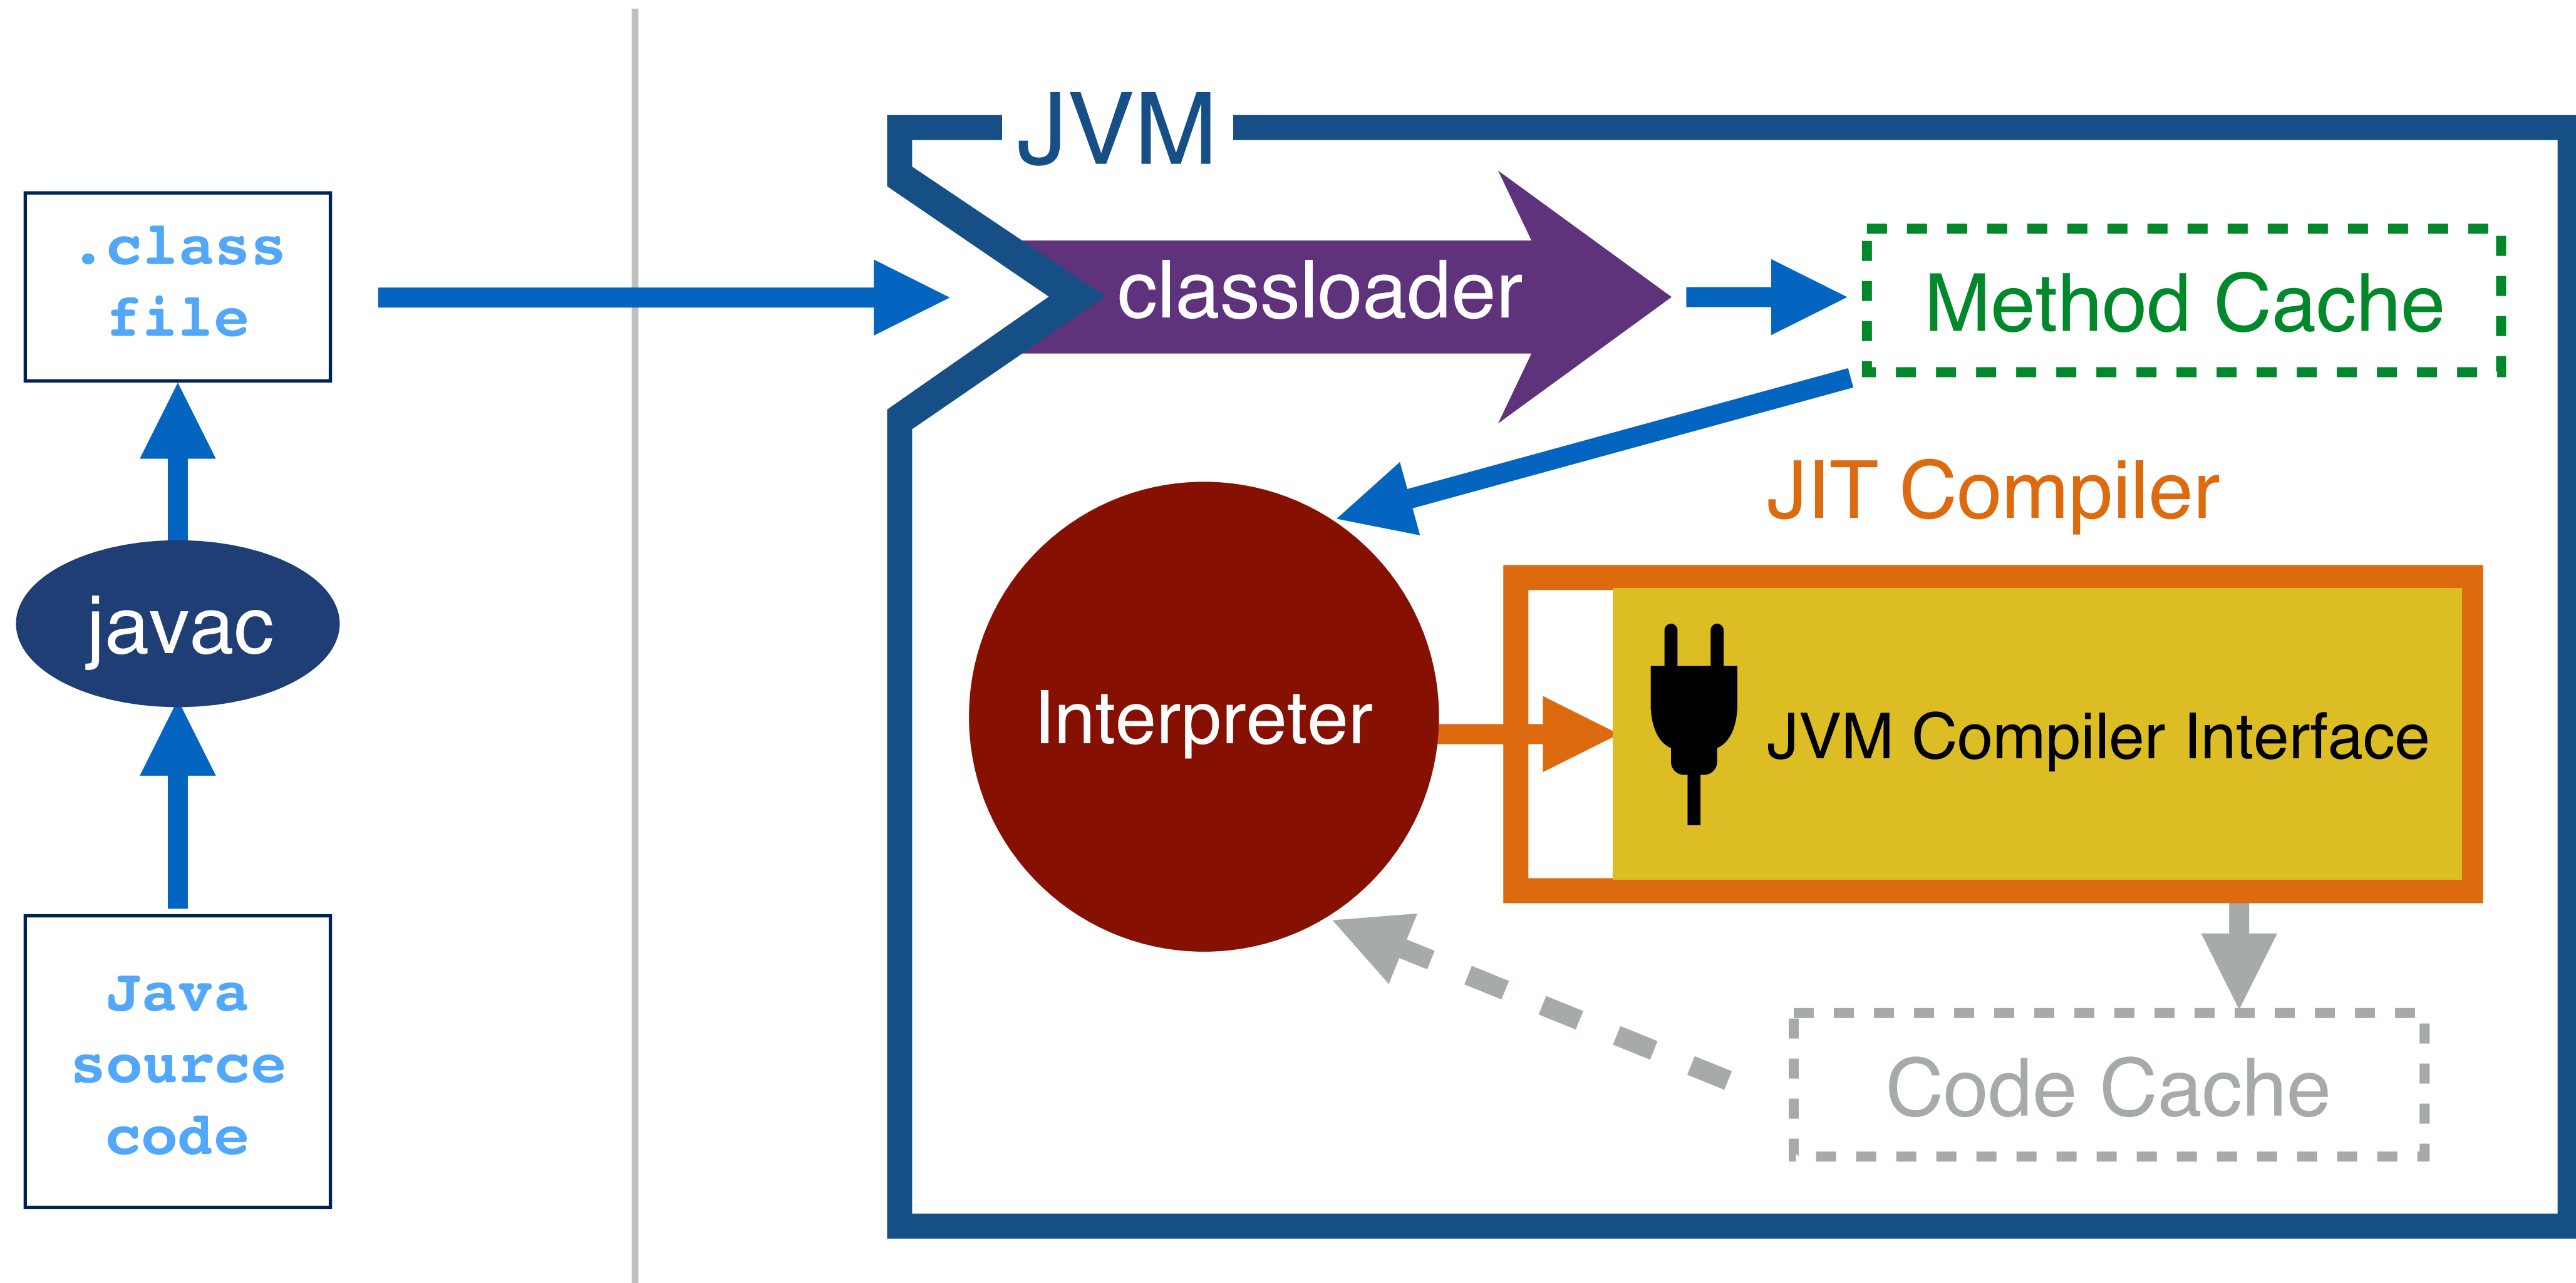 JVM
.class
file
classloader
Method Cache
JIT Compiler
javac
Interpreter
JVM Compiler Interface
Java
source
code
Code Cache